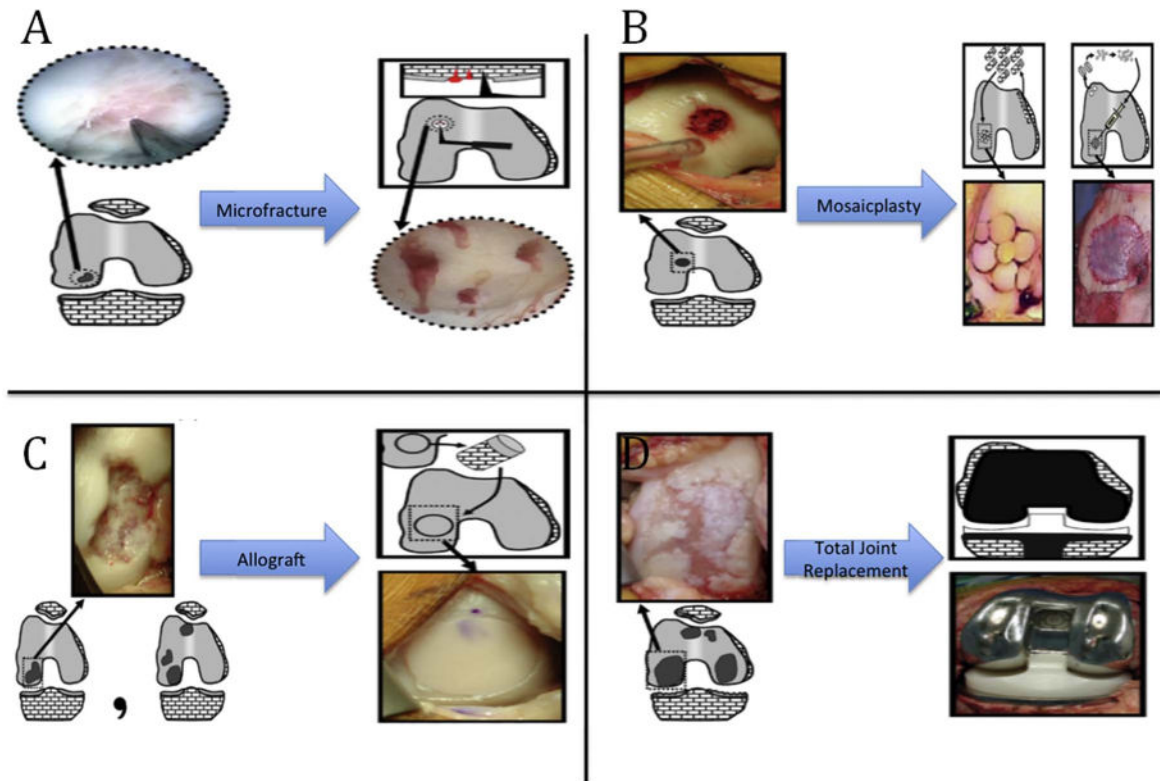 A
Microfracture
B
Mosaicplasty
C
Allograft
,
D
Total Joint
Replacement